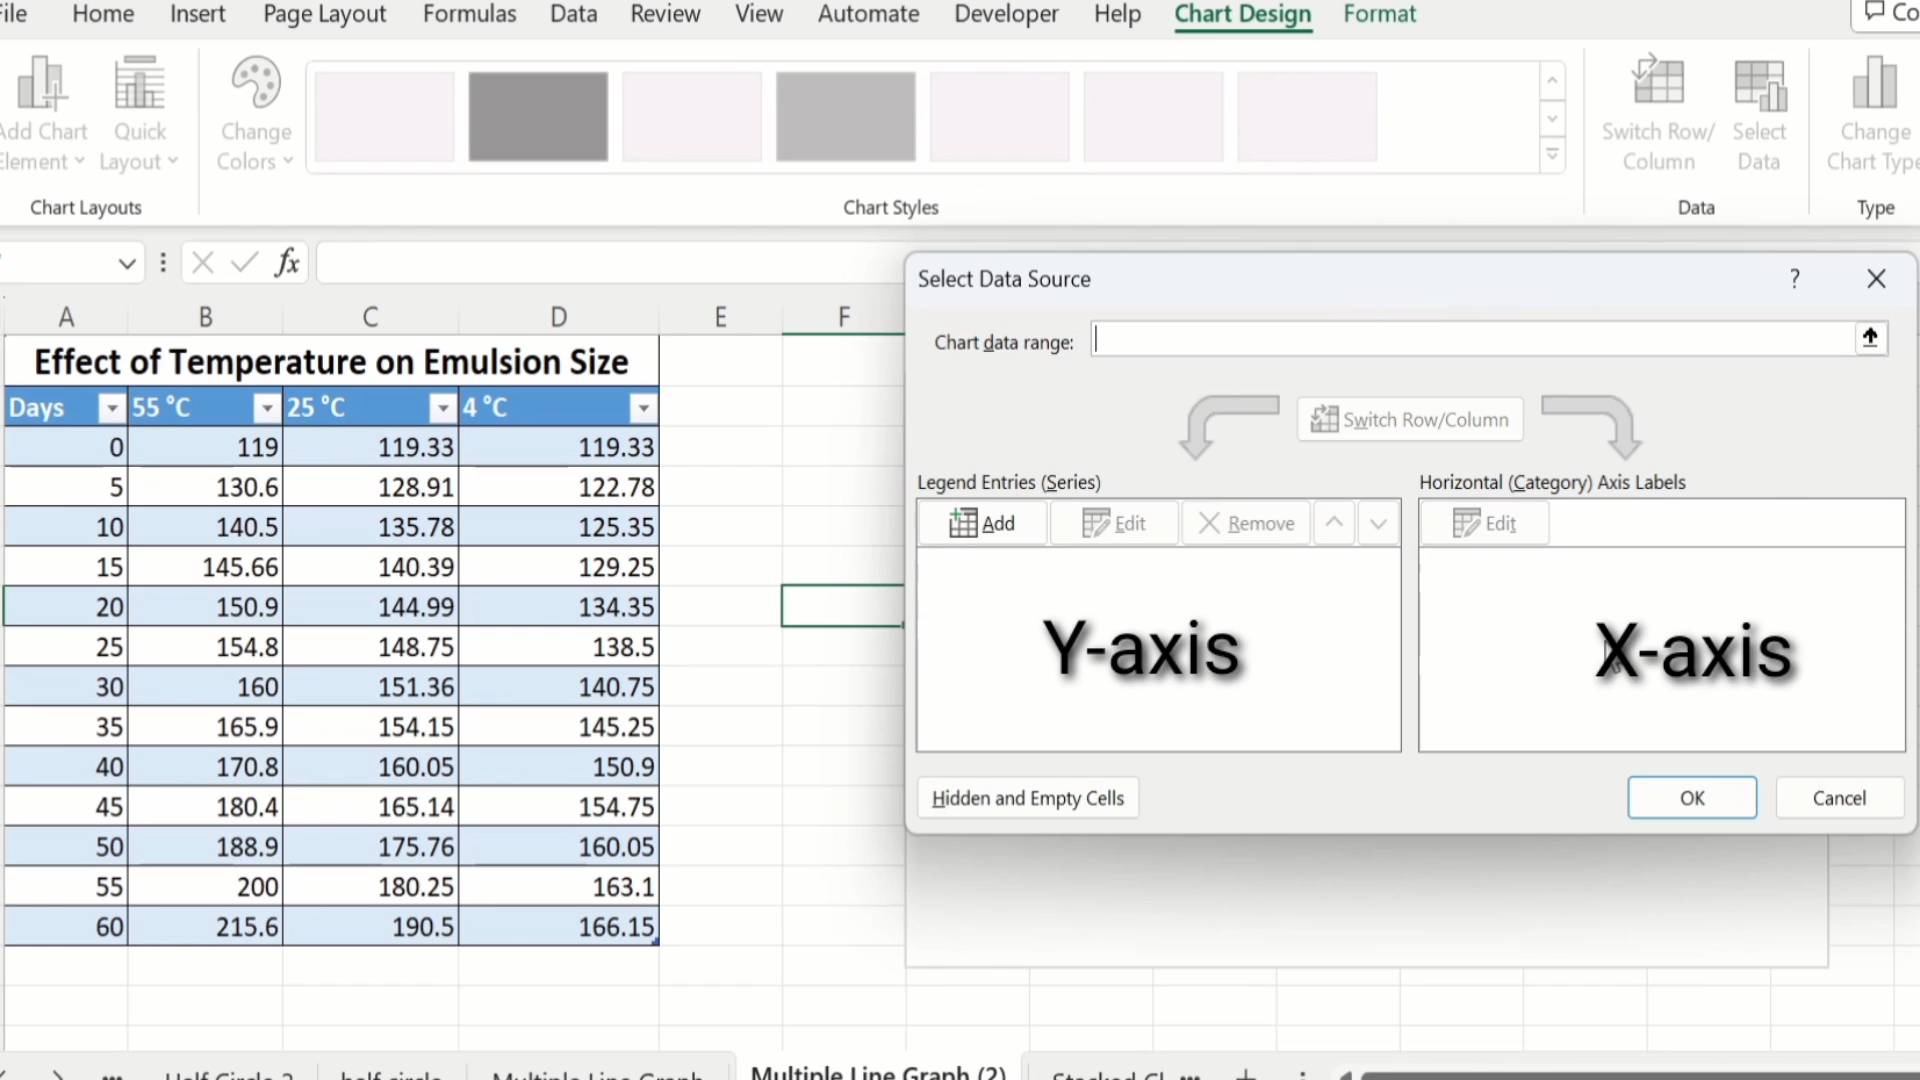 File Home Insert Page Layout Formulas Data Review View Automate Developer Help Chart Design Format Co
Add Chart Element
Quick Layout
Change Colors
Switch Row/ Column
Select Data
Change Chart Type
Chart Layouts
Chart Styles
Data
Type
fx
A B C D E F
Effect of Temperature on Emulsion Size
Days 55 °C 25 °C 4 °C
0 119 119.33 119.33
5 130.6 128.91 122.78
10 140.5 135.78 125.35
15 145.66 140.39 129.25
20 150.9 144.99 134.35
25 154.8 148.75 138.5
30 160 151.36 140.75
35 165.9 154.15 145.25
40 170.8 160.05 150.9
45 180.4 165.14 154.75
50 188.9 175.76 160.05
55 200 180.25 163.1
60 215.6 190.5 166.15
Select Data Source ?
Chart data range:
Switch Row/Column
Legend Entries (Series)
Horizontal (Category) Axis Labels
Add Edit Remove
Edit
Y-axis
X-axis
Hidden and Empty Cells
OK Cancel
Half Circle 2 half circle Multiple Line Graph Multiple Line Graph (2) Stacked Cl